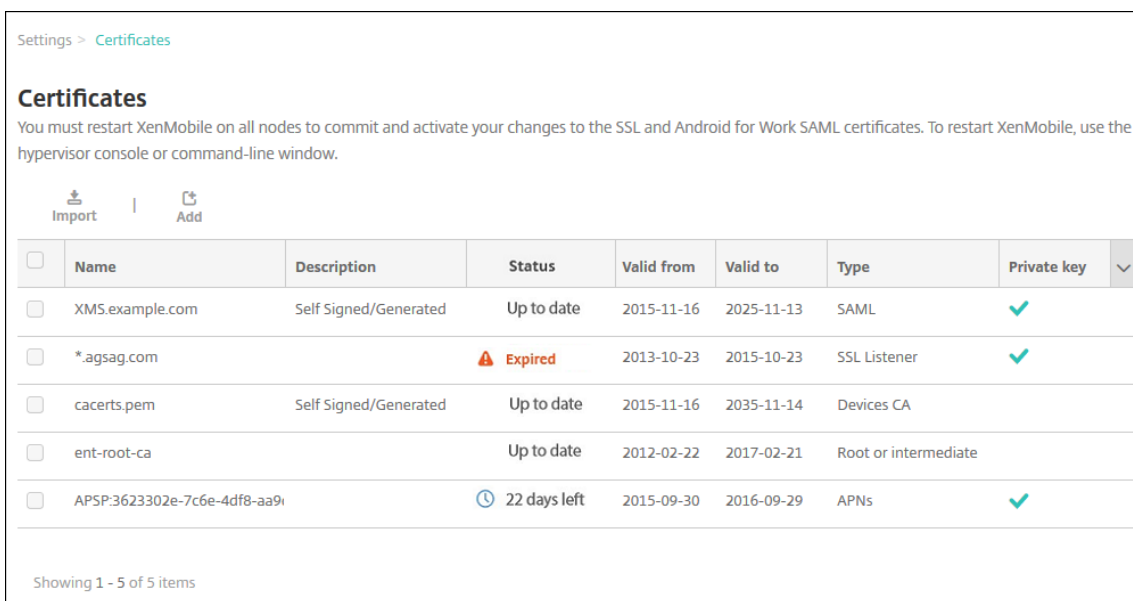 Settings > Certificates
Certificates
You must restart XenMobile on all nodes to commit and activate your changes to the SSL and Android for Work SAML certificates. To restart XenMobile, use the
hypervisor console or command-line window.
Import | Add
Name Description Status Valid from Valid to Type Private key
XMS.example.com Self Signed/Generated Up to date 2015-11-16 2025-11-13 SAML
*.agsag.com Expired 2013-10-23 2015-10-23 SSL Listener
cacerts.pem Self Signed/Generated Up to date 2015-11-16 2035-11-14 Devices CA
ent-root-ca Up to date 2012-02-22 2017-02-21 Root or intermediate
APSP:3623302e-7c6e-4df8-aa9 22 days left 2015-09-30 2016-09-29 APNs
Showing 1 - 5 of 5 items